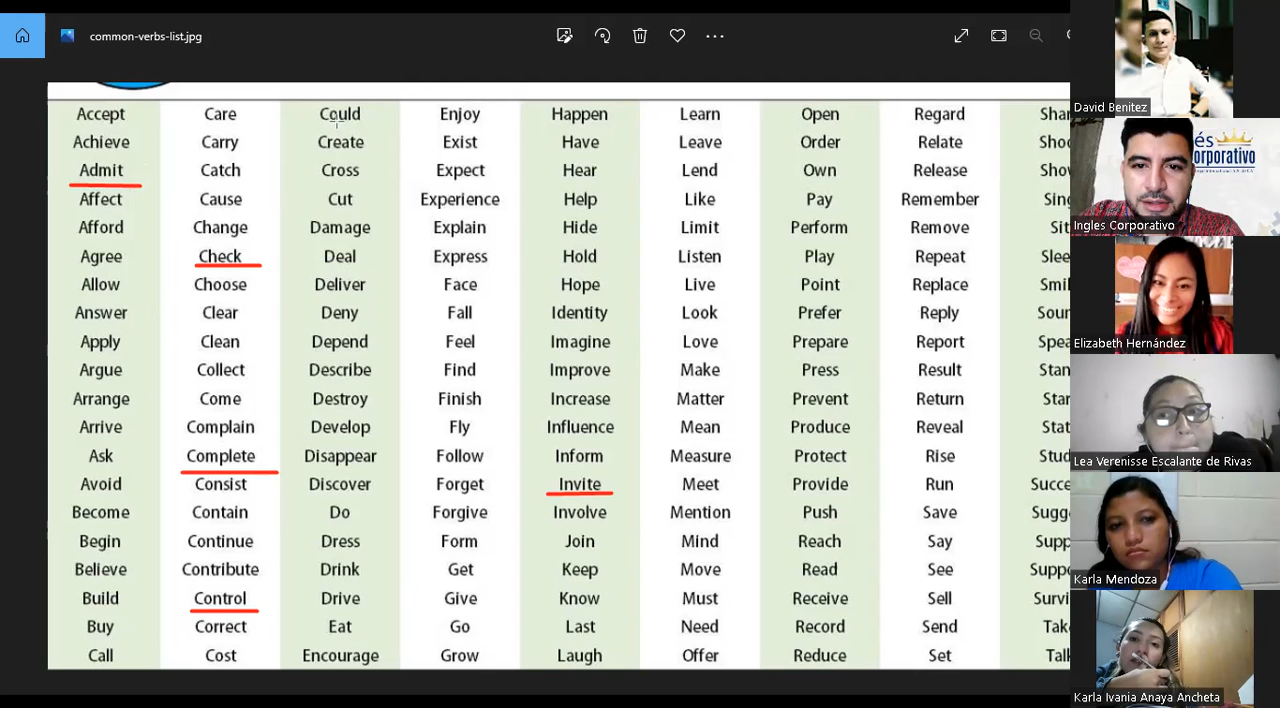 common-verbs-list.jpg
Accept Care Could Enjoy Happen Learn Open Regard
Achieve Carry Create Exist Have Leave Order Relate
Admit Catch Cross Expect Hear Lend Own Release
Affect Cause Cut Experience Help Like Pay Remember
Afford Change Damage Explain Hide Limit Perform Remove
Agree Check Deal Express Hold Listen Play Repeat
Allow Choose Deliver Face Hope Live Point Replace
Answer Clear Deny Fall Identity Look Prefer Reply
Apply Clean Depend Feel Imagine Love Prepare Report
Argue Collect Describe Find Improve Make Press Result
Arrange Come Destroy Finish Increase Matter Prevent Return
Arrive Complain Develop Fly Influence Mean Produce Reveal
Ask Complete Disappear Follow Inform Measure Protect Rise
Avoid Consist Discover Forget Invite Meet Provide Run
Become Contain Do Forgive Involve Mention Push Save
Begin Continue Dress Form Join Mind Reach Say
Believe Contribute Drink Get Keep Move Read See
Build Control Drive Give Know Must Receive Sell
Buy Correct Eat Go Last Need Record Send
Call Cost Encourage Grow Laugh Offer Reduce Set
David Benitez
Ingles Corporativo
Elizabeth Hernández
Lea Verenisse Escalante de Rivas
Karla Mendoza
Karla Ivania Anaya Ancheta